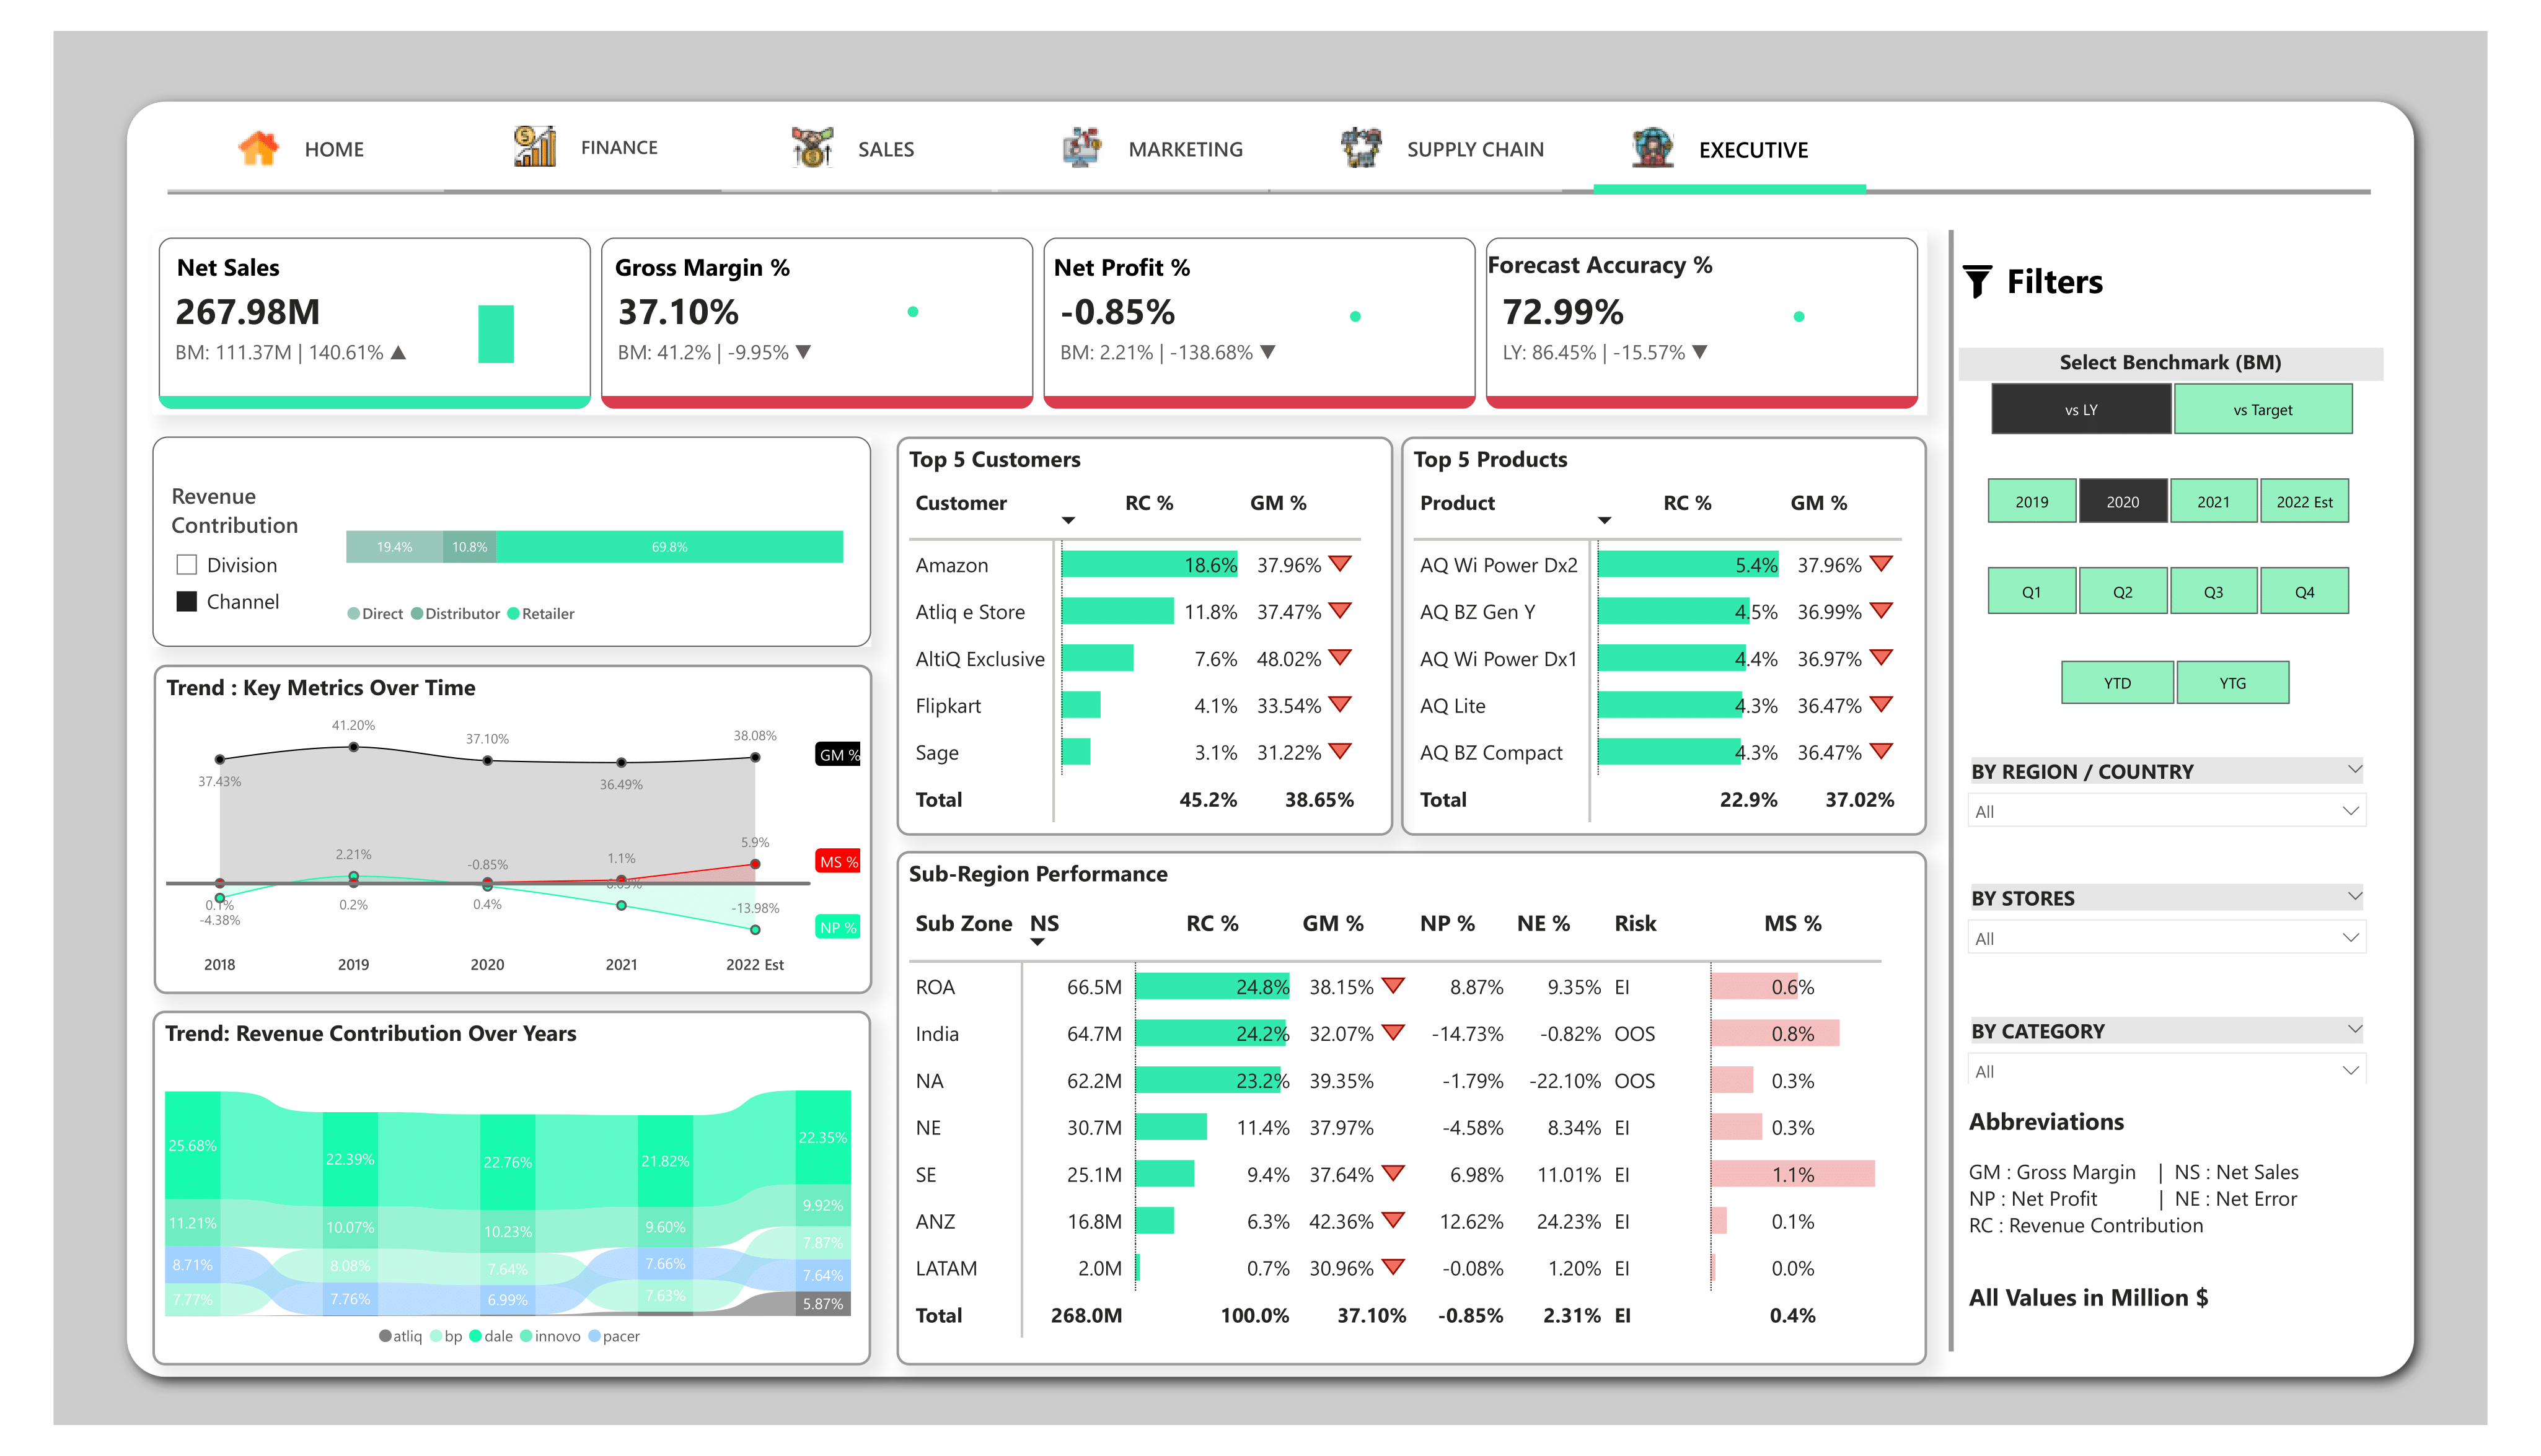 HOME
FINANCE
SALES
MARKETING
SUPPLY CHAIN
EXECUTIVE
Net Sales
267.98M
BM: 111.37M | 140.61% ▲
Gross Margin %
37.10%
BM: 41.2% | -9.95% ▼
Net Profit %
-0.85%
BM: 2.21% | -138.68% ▼
Forecast Accuracy %
72.99%
LY: 86.45% | -15.57% ▼
Revenue
Contribution
Division
Channel
19.4% 10.8% 69.8%
Direct Distributor Retailer
Trend : Key Metrics Over Time
41.20%
37.10%
38.08%
GM %
37.43%
36.49%
5.9%
2.21%
-0.85%
1.1%
MS %
0.1%
0.2%
0.4%
-4.38%
-13.98%
NP %
2018 2019 2020 2021 2022 Est
Trend: Revenue Contribution Over Years
25.68% 22.39% 22.76% 21.82% 22.35%
11.21% 10.07% 10.23% 9.60% 9.92%
8.71% 8.08% 7.64% 7.66% 7.87%
7.77% 7.76% 6.99% 7.63% 7.64%
5.87%
atliq bp dale innovo pacer
Top 5 Customers
Customer RC % GM %
Amazon 18.6% 37.96%
Atliq e Store 11.8% 37.47%
AltiQ Exclusive 7.6% 48.02%
Flipkart 4.1% 33.54%
Sage 3.1% 31.22%
Total 45.2% 38.65%
Top 5 Products
Product RC % GM %
AQ Wi Power Dx2 5.4% 37.96%
AQ BZ Gen Y 4.5% 36.99%
AQ Wi Power Dx1 4.4% 36.97%
AQ Lite 4.3% 36.47%
AQ BZ Compact 4.3% 36.47%
Total 22.9% 37.02%
Sub-Region Performance
Sub Zone NS RC % GM % NP % NE % Risk MS %
ROA 66.5M 24.8% 38.15% 8.87% 9.35% EI 0.6%
India 64.7M 24.2% 32.07% -14.73% -0.82% OOS 0.8%
NA 62.2M 23.2% 39.35% -1.79% -22.10% OOS 0.3%
NE 30.7M 11.4% 37.97% -4.58% 8.34% EI 0.3%
SE 25.1M 9.4% 37.64% 6.98% 11.01% EI 1.1%
ANZ 16.8M 6.3% 42.36% 12.62% 24.23% EI 0.1%
LATAM 2.0M 0.7% 30.96% -0.08% 1.20% EI 0.0%
Total 268.0M 100.0% 37.10% -0.85% 2.31% EI 0.4%
Filters
Select Benchmark (BM)
vs LY vs Target
2019 2020 2021 2022 Est
Q1 Q2 Q3 Q4
YTD YTG
BY REGION / COUNTRY
All
BY STORES
All
BY CATEGORY
All
Abbreviations
GM : Gross Margin | NS : Net Sales
NP : Net Profit | NE : Net Error
RC : Revenue Contribution
All Values in Million $